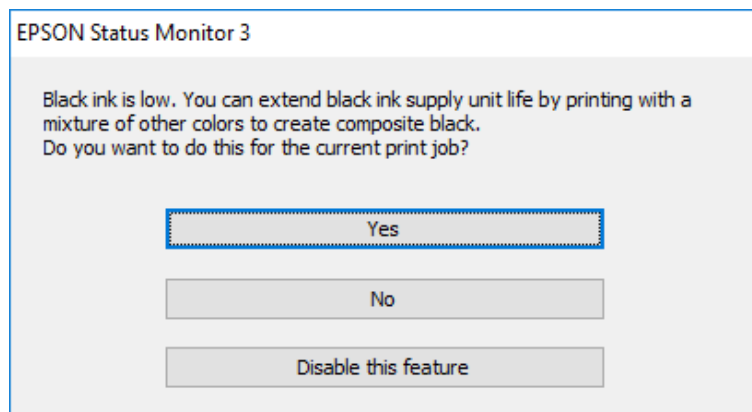 EPSON Status Monitor 3
Black ink is low. You can extend black ink supply unit life by printing with a
mixture of other colors to create composite black.
Do you want to do this for the current print job?
Yes
No
Disable this feature